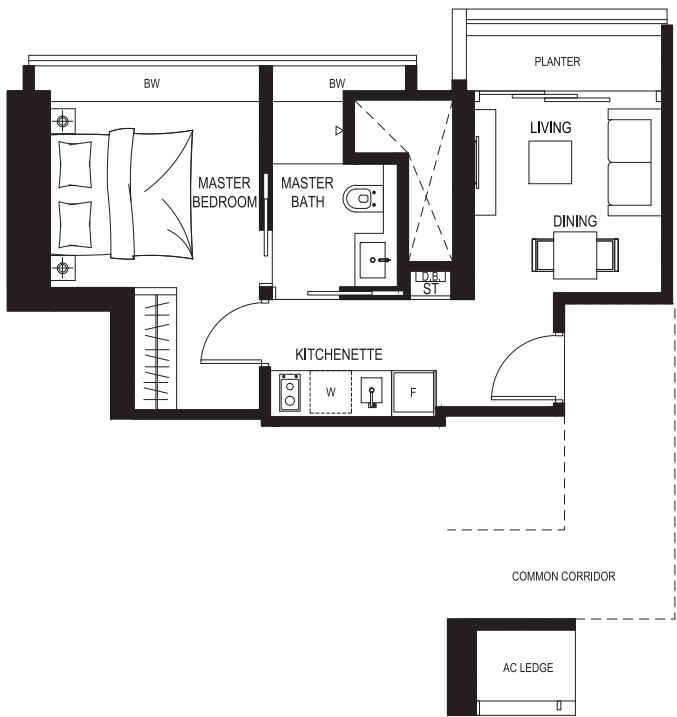 PLANTER
BW
BW
LIVING
MASTER
BEDROOM
MASTER
BATH
DINING
D.B.
ST
KITCHENETTE
W
F
COMMON CORRIDOR
AC LEDGE